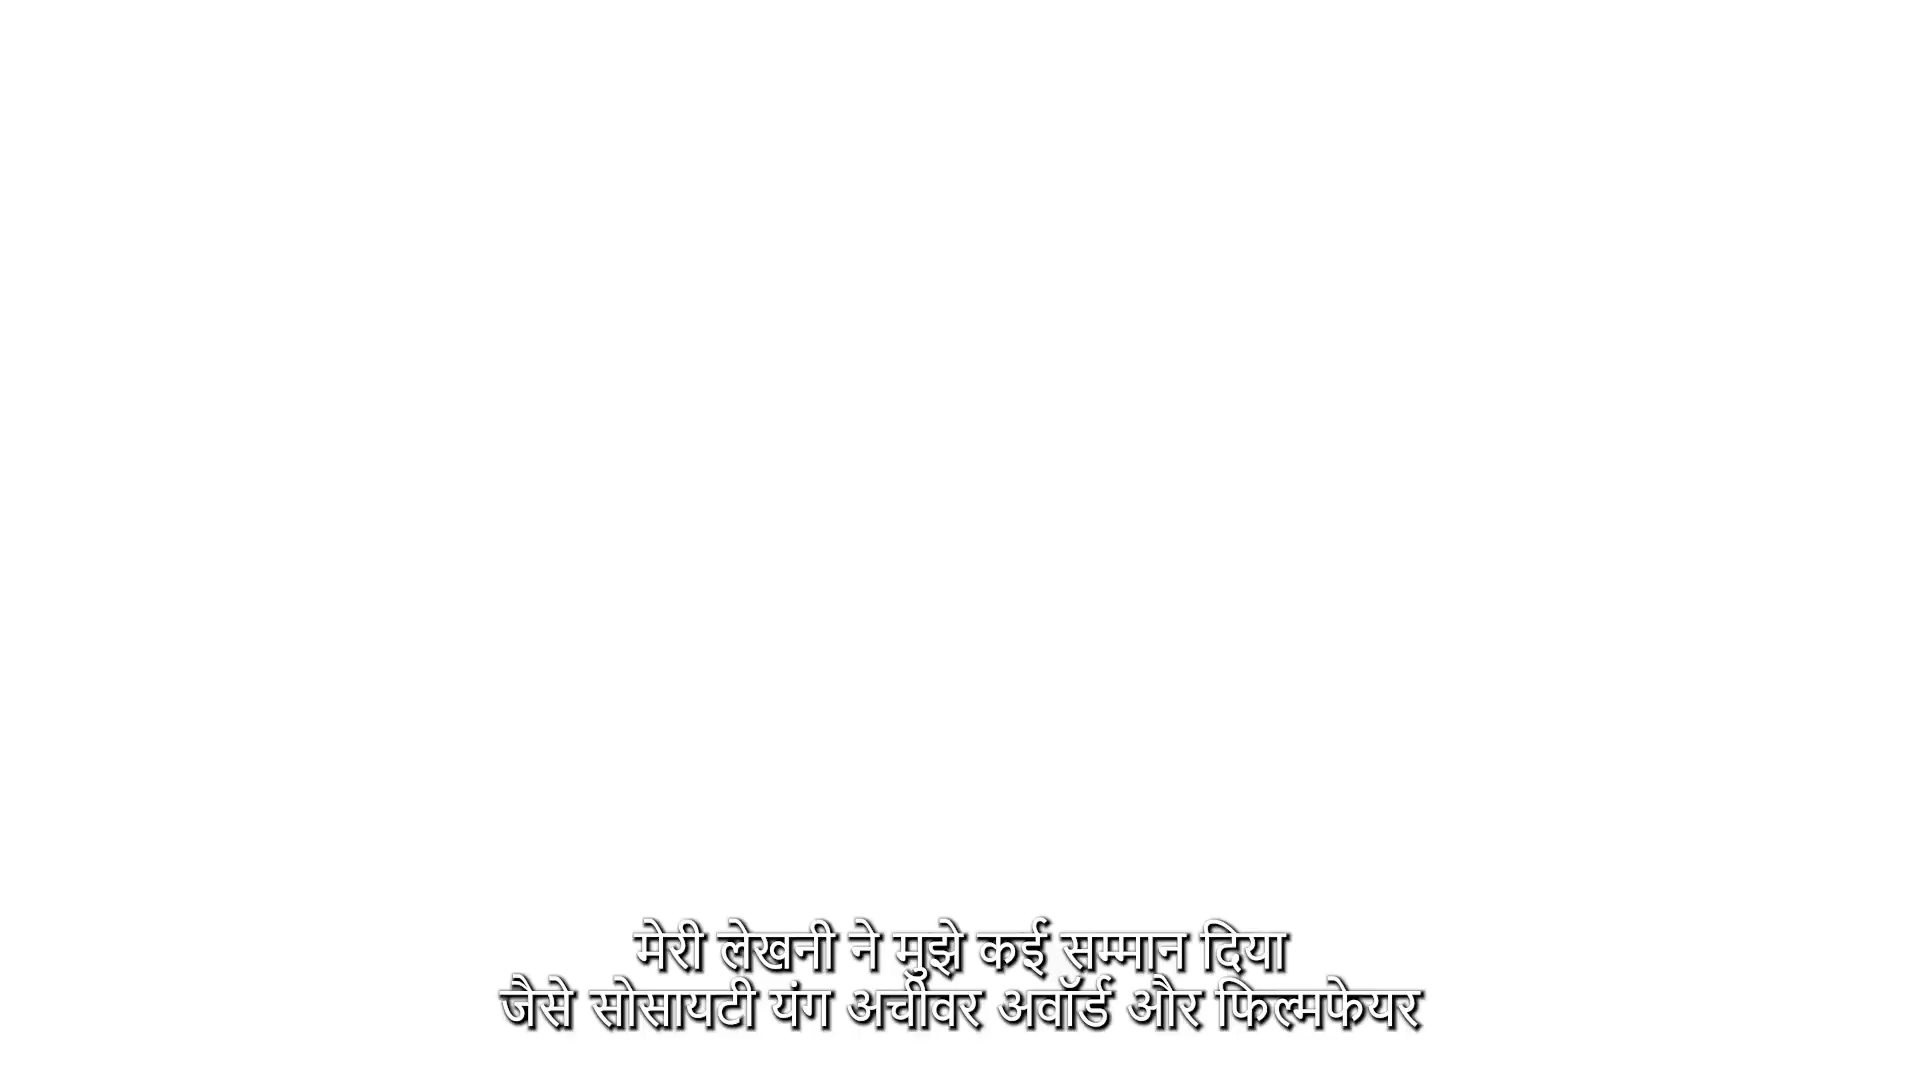 मेरी लेखनी ने मुझे कई सम्मान दिया
जैसे सोसायटी यंग अचीवर अवॉर्ड और फिल्मफेयर